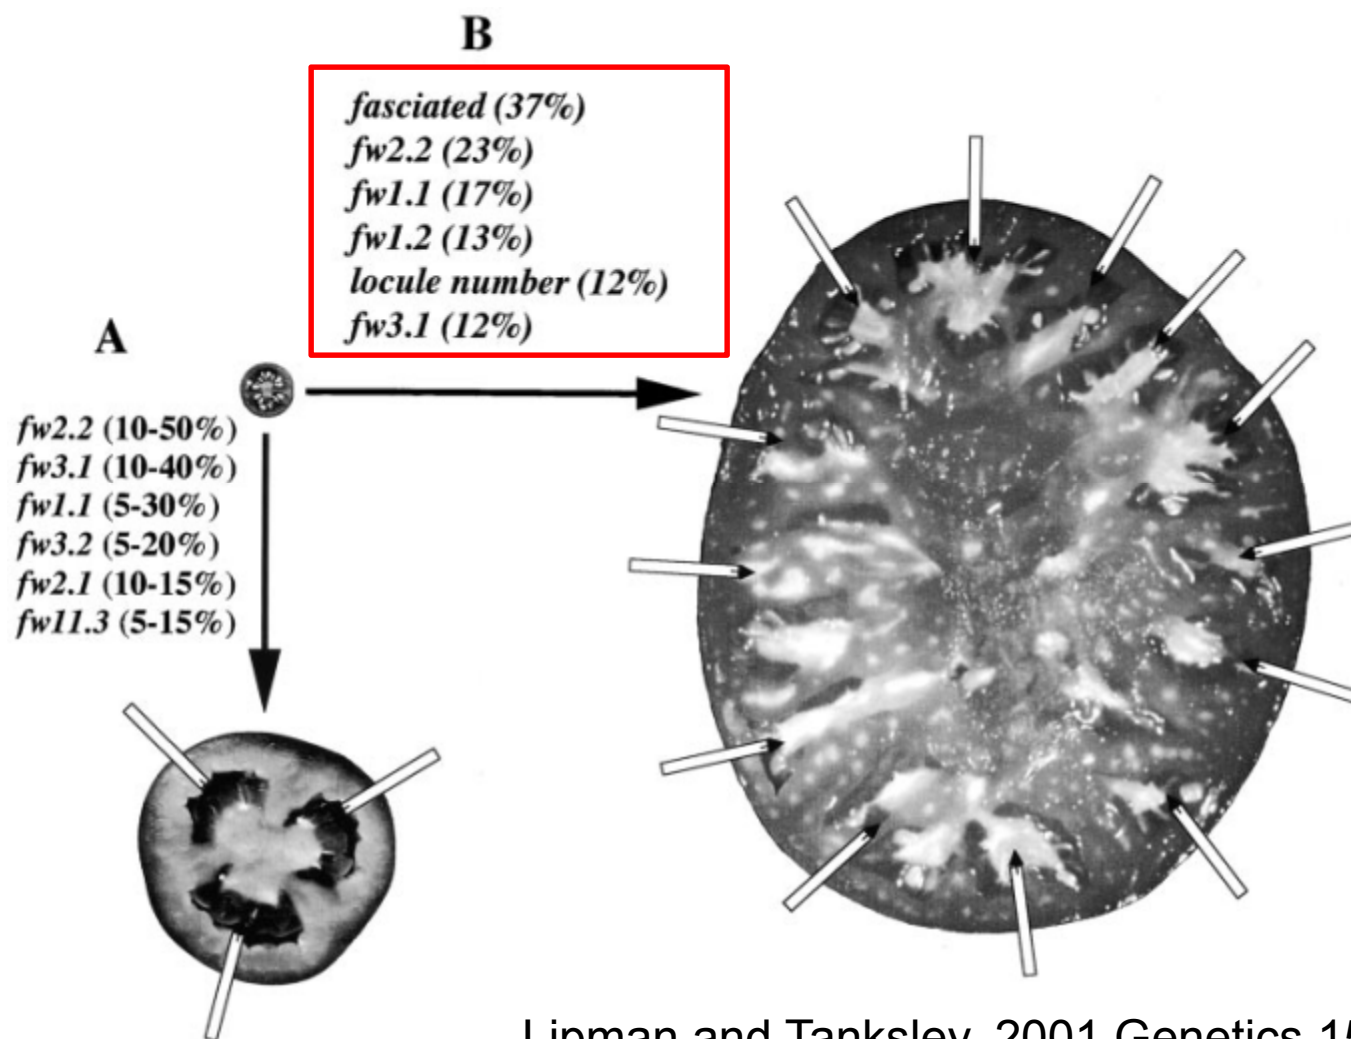 B
fasciated (37%)
fw2.2 (23%)
fw1.1 (17%)
fw1.2 (13%)
locule number (12%)
fw3.1 (12%)
A
fw2.2 (10-50%)
fw3.1 (10-40%)
fw1.1 (5-30%)
fw3.2 (5-20%)
fw2.1 (10-15%)
fw11.3 (5-15%)
Lipman and Tanksley, 2001 Genetics